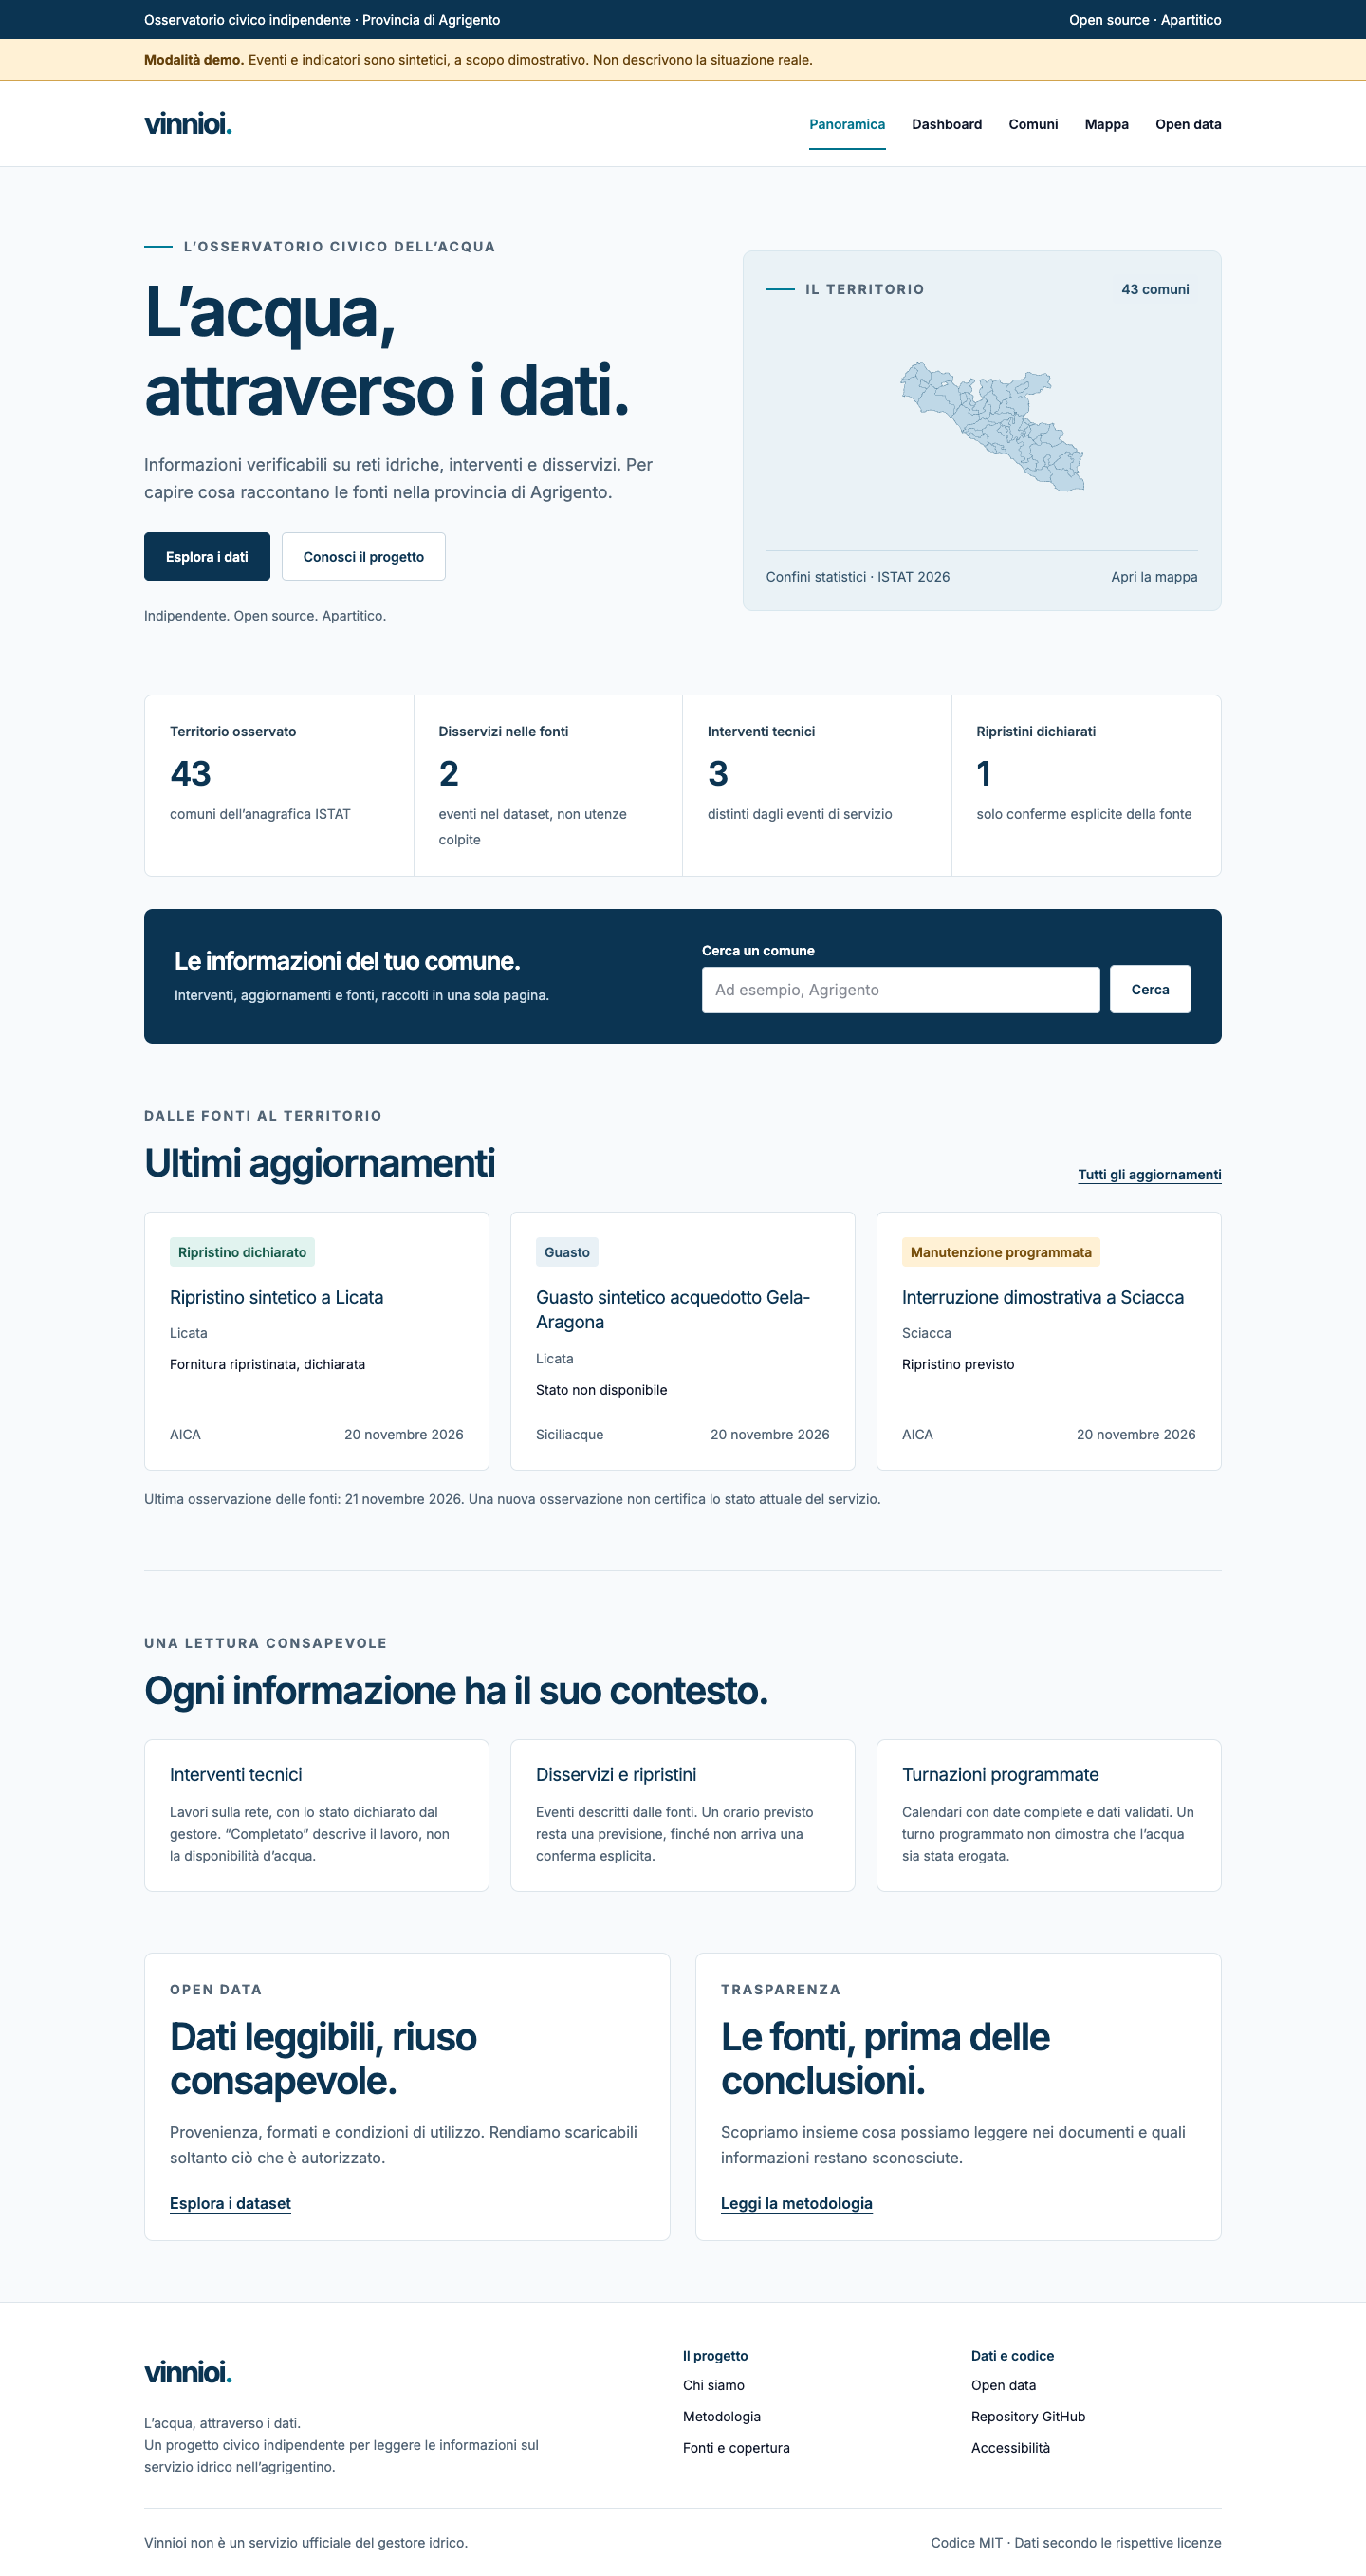 Osservatorio civico indipendente · Provincia di Agrigento
Open source · Apartitico
Modalità demo. Eventi e indicatori sono sintetici, a scopo dimostrativo. Non descrivono la situazione reale.
vinnioi.
Panoramica
Dashboard
Comuni
Mappa
Open data
L’OSSERVATORIO CIVICO DELL’ACQUA
L’acqua,
attraverso i dati.
Informazioni verificabili su reti idriche, interventi e disservizi. Per
capire cosa raccontano le fonti nella provincia di Agrigento.
Esplora i dati
Conosci il progetto
Indipendente. Open source. Apartitico.
IL TERRITORIO
43 comuni
Confini statistici · ISTAT 2026
Apri la mappa
Territorio osservato
43
comuni dell’anagrafica ISTAT
Disservizi nelle fonti
2
eventi nel dataset, non utenze
colpite
Interventi tecnici
3
distinti dagli eventi di servizio
Ripristini dichiarati
1
solo conferme esplicite della fonte
Le informazioni del tuo comune.
Interventi, aggiornamenti e fonti, raccolti in una sola pagina.
Cerca un comune
Ad esempio, Agrigento
Cerca
DALLE FONTI AL TERRITORIO
Ultimi aggiornamenti
Tutti gli aggiornamenti
Ripristino dichiarato
Ripristino sintetico a Licata
Licata
Fornitura ripristinata, dichiarata
AICA
20 novembre 2026
Guasto
Guasto sintetico acquedotto Gela-
Aragona
Licata
Stato non disponibile
Siciliacque
20 novembre 2026
Manutenzione programmata
Interruzione dimostrativa a Sciacca
Sciacca
Ripristino previsto
AICA
20 novembre 2026
Ultima osservazione delle fonti: 21 novembre 2026. Una nuova osservazione non certifica lo stato attuale del servizio.
UNA LETTURA CONSAPEVOLE
Ogni informazione ha il suo contesto.
Interventi tecnici
Lavori sulla rete, con lo stato dichiarato dal
gestore. “Completato” descrive il lavoro, non
la disponibilità d’acqua.
Disservizi e ripristini
Eventi descritti dalle fonti. Un orario previsto
resta una previsione, finché non arriva una
conferma esplicita.
Turnazioni programmate
Calendari con date complete e dati validati. Un
turno programmato non dimostra che l’acqua
sia stata erogata.
OPEN DATA
Dati leggibili, riuso
consapevole.
Provenienza, formati e condizioni di utilizzo. Rendiamo scaricabili
soltanto ciò che è autorizzato.
Esplora i dataset
TRASPARENZA
Le fonti, prima delle
conclusioni.
Scopriamo insieme cosa possiamo leggere nei documenti e quali
informazioni restano sconosciute.
Leggi la metodologia
vinnioi.
L’acqua, attraverso i dati.
Un progetto civico indipendente per leggere le informazioni sul
servizio idrico nell’agrigentino.
Il progetto
Chi siamo
Metodologia
Fonti e copertura
Dati e codice
Open data
Repository GitHub
Accessibilità
Vinnioi non è un servizio ufficiale del gestore idrico.
Codice MIT · Dati secondo le rispettive licenze